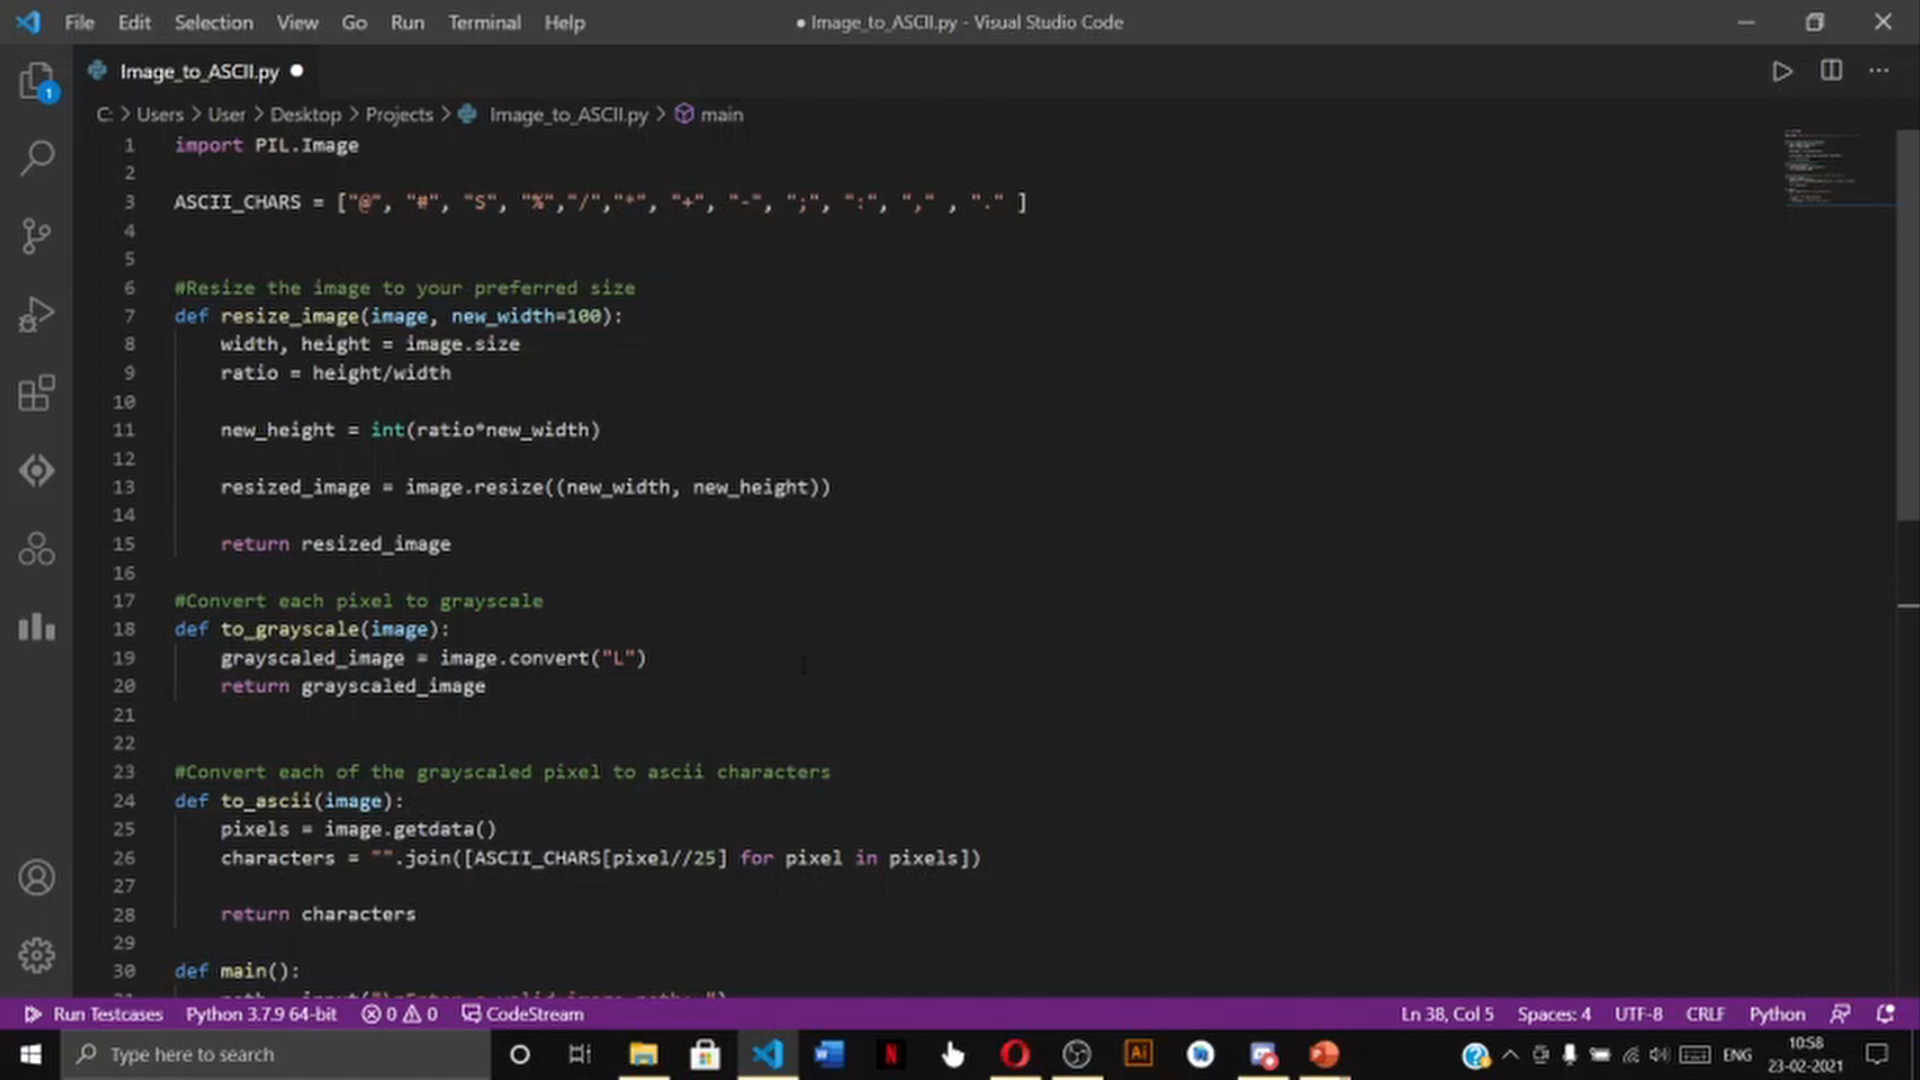 File Edit Selection View Go Run Terminal Help
● Image_to_ASCII.py - Visual Studio Code
Image_to_ASCII.py ●
1
C: > Users > User > Desktop > Projects > Image_to_ASCII.py > main
1 import PIL.Image
2
3 ASCII_CHARS = ["@", "#", "S", "%","/","*", "+", "-", ";", ":", "," , "." ]
4
5
6 #Resize the image to your preferred size
7 def resize_image(image, new_width=100):
8 width, height = image.size
9 ratio = height/width
10
11 new_height = int(ratio*new_width)
12
13 resized_image = image.resize((new_width, new_height))
14
15 return resized_image
16
17 #Convert each pixel to grayscale
18 def to_grayscale(image):
19 grayscaled_image = image.convert("L")
20 return grayscaled_image
21
22
23 #Convert each of the grayscaled pixel to ascii characters
24 def to_ascii(image):
25 pixels = image.getdata()
26 characters = "".join([ASCII_CHARS[pixel//25] for pixel in pixels])
27
28 return characters
29
30 def main():
Run Testcases Python 3.7.9 64-bit 0 0 CodeStream Ln 38, Col 5 Spaces: 4 UTF-8 CRLF Python
Type here to search
ENG
10:58
23-02-2021